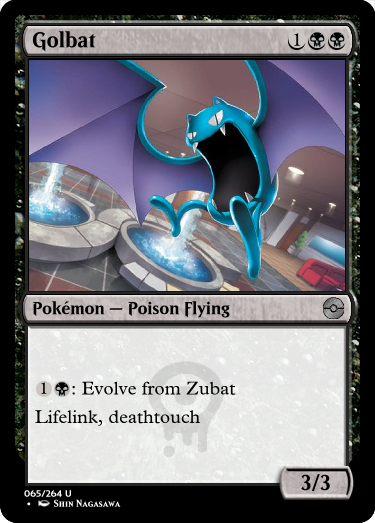 Golbat 1
Pokémon — Poison Flying
1: Evolve from Zubat
Lifelink, deathtouch
3/3
065/264 U
• Shin Nagasawa